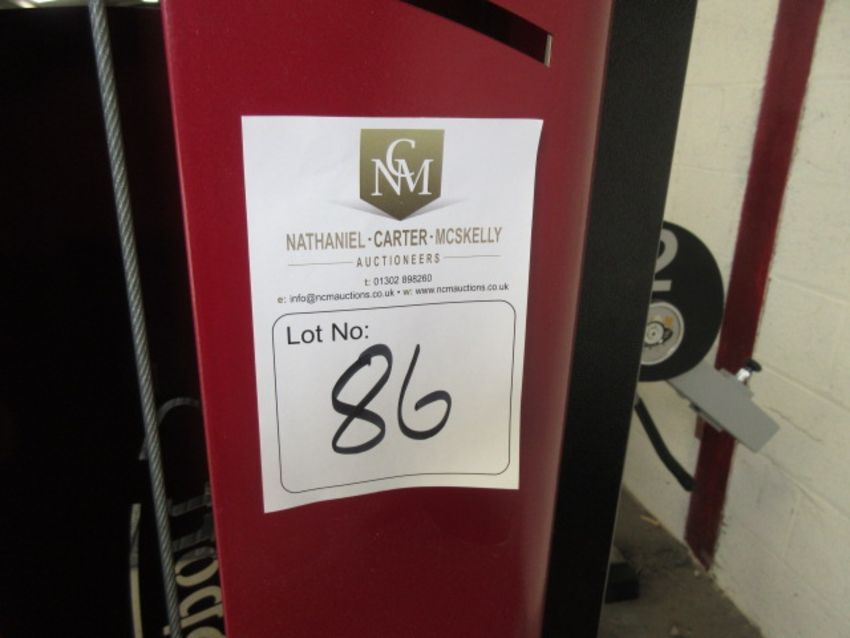 NCM
NATHANIEL · CARTER · MCSKELLY
AUCTIONEERS
t: 01302 898260
e: info@ncmauctions.co.uk • w: www.ncmauctions.co.uk
Lot No:
86